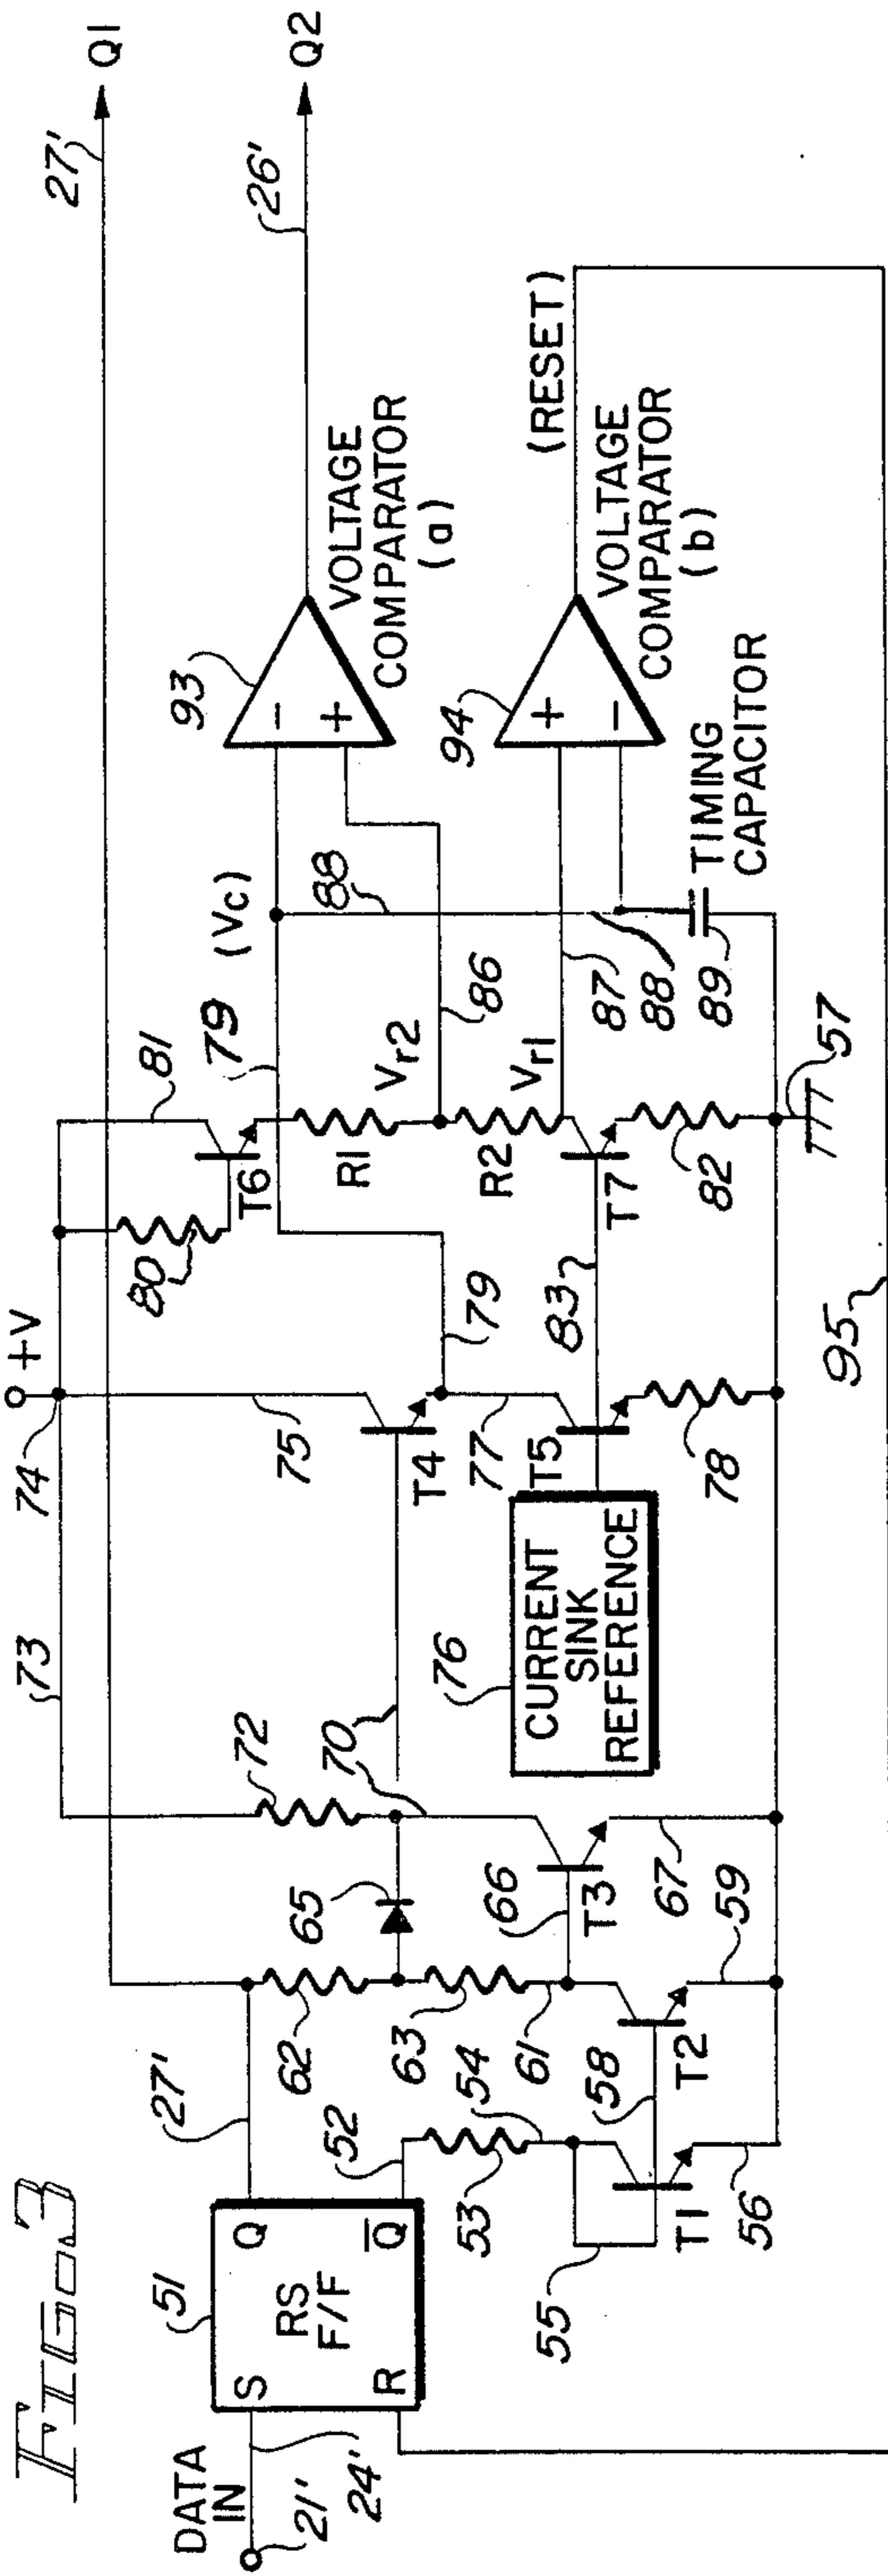 FIG-3
DATA
IN
21'
24'
51
S
Q
RS
F/F
R
Q̅
27'
52
53
54
55
T1
56
58
T2
59
61
62
63
65
66
T3
67
70
72
73
74
+V
75
T4
76
CURRENT
SINK
REFERENCE
T5
77
78
79
80
81
T6
79
(Vc)
R1
Vr2
R2
Vr1
83
T7
82
57
86
87
88
88
89
TIMING
CAPACITOR
93
-
+
VOLTAGE
COMPARATOR
(a)
94
+
-
VOLTAGE
COMPARATOR
(b)
(RESET)
95
26'
Q2
27'
Q1